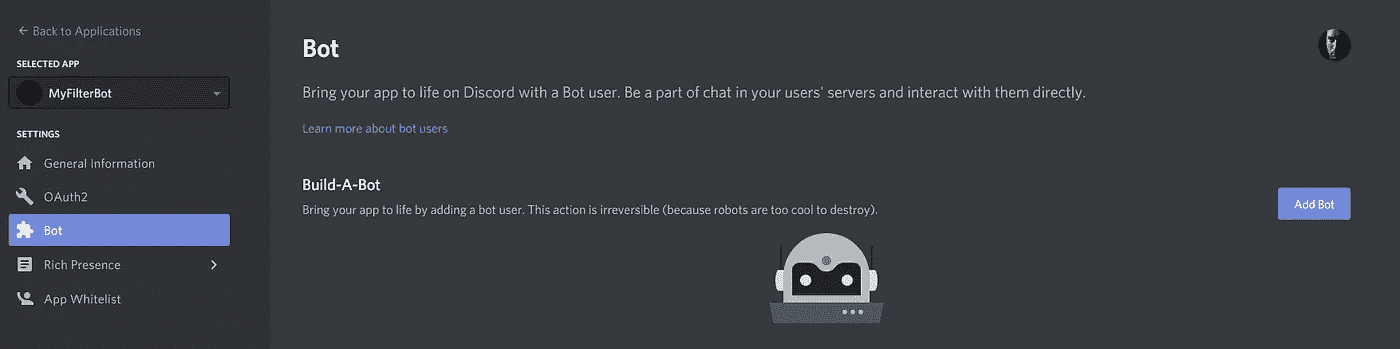 Back to Applications
SELECTED APP
MyFilterBot
SETTINGS
General Information
OAuth2
Bot
Rich Presence
App Whitelist
Bot
Bring your app to life on Discord with a Bot user. Be a part of chat in your users' servers and interact with them directly.
Learn more about bot users
Build-A-Bot
Bring your app to life by adding a bot user. This action is irreversible (because robots are too cool to destroy).
Add Bot